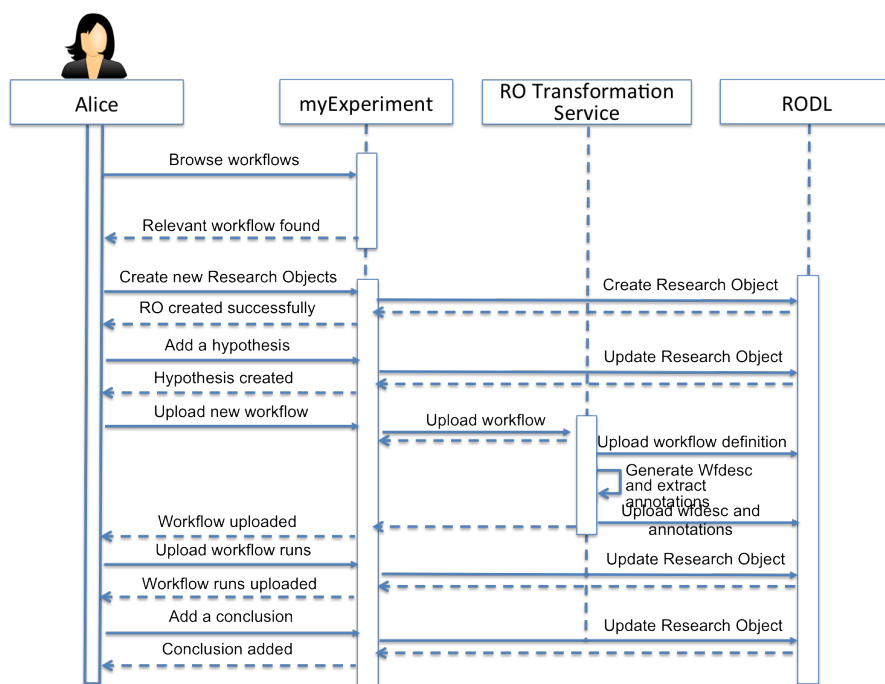 Alice
myExperiment
RO Transformation
Service
RODL
Browse workflows
Relevant workflow found
Create new Research Objects
Create Research Object
RO created successfully
Add a hypothesis
Update Research Object
Hypothesis created
Upload new workflow
Upload workflow
Upload workflow definition
Generate Wfdesc
and extract
annotations
Upload wfdesc and
annotations
Workflow uploaded
Upload workflow runs
Update Research Object
Workflow runs uploaded
Add a conclusion
Update Research Object
Conclusion added